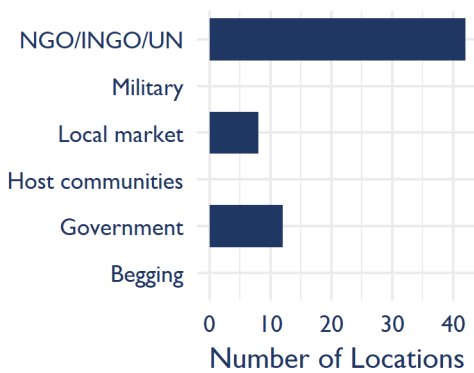 NGO/INGO/UN
Military
Local market
Host communities
Government
Begging
0 10 20 30 40
Number of Locations